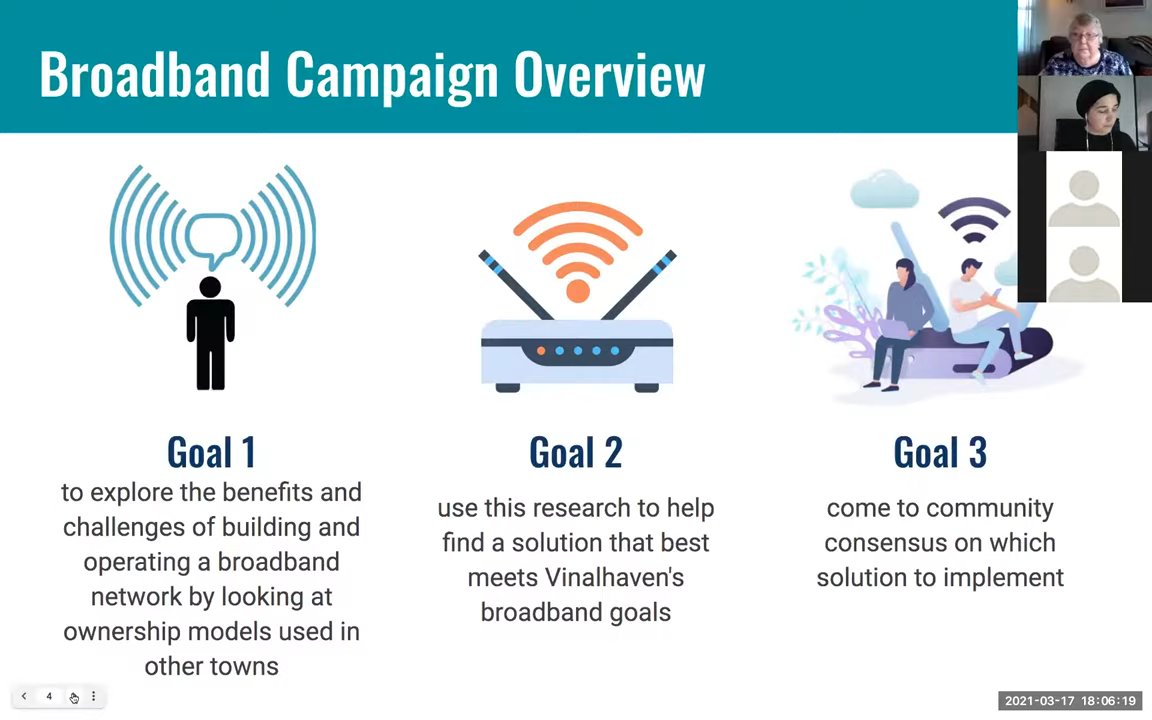 Broadband Campaign Overview
Goal 1
to explore the benefits and
challenges of building and
operating a broadband
network by looking at
ownership models used in
other towns
Goal 2
use this research to help
find a solution that best
meets Vinalhaven's
broadband goals
Goal 3
come to community
consensus on which
solution to implement
4
2021-03-17 18:06:19